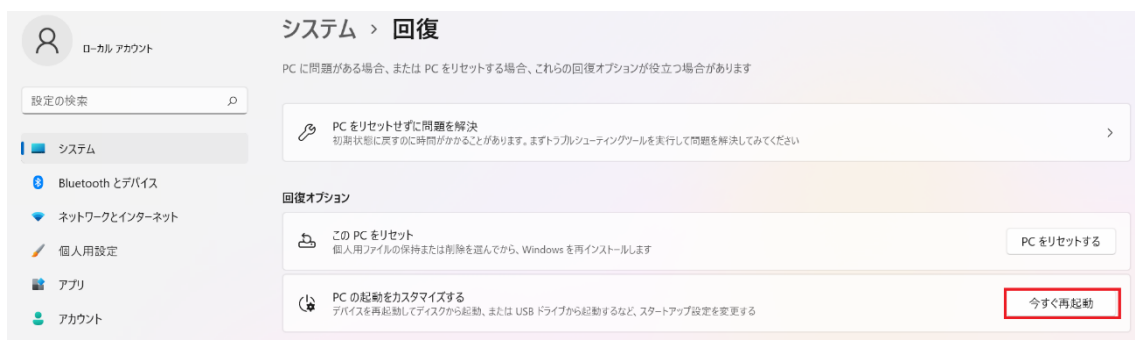 システム › 回復
ローカル アカウント
PC に問題がある場合、または PC をリセットする場合、これらの回復オプションが役立つ場合があります
設定の検索
PC をリセットせずに問題を解決
初期状態に戻すのに時間がかかることがあります。まずトラブルシューティングツールを実行して問題を解決してみてください
システム
Bluetooth とデバイス
回復オプション
ネットワークとインターネット
この PC をリセット
個人用ファイルの保持または削除を選んでから、Windows を再インストールします
PC をリセットする
個人用設定
アプリ
PC の起動をカスタマイズする
デバイスを再起動してディスクから起動、または USB ドライブから起動するなど、スタートアップ設定を変更する
今すぐ再起動
アカウント